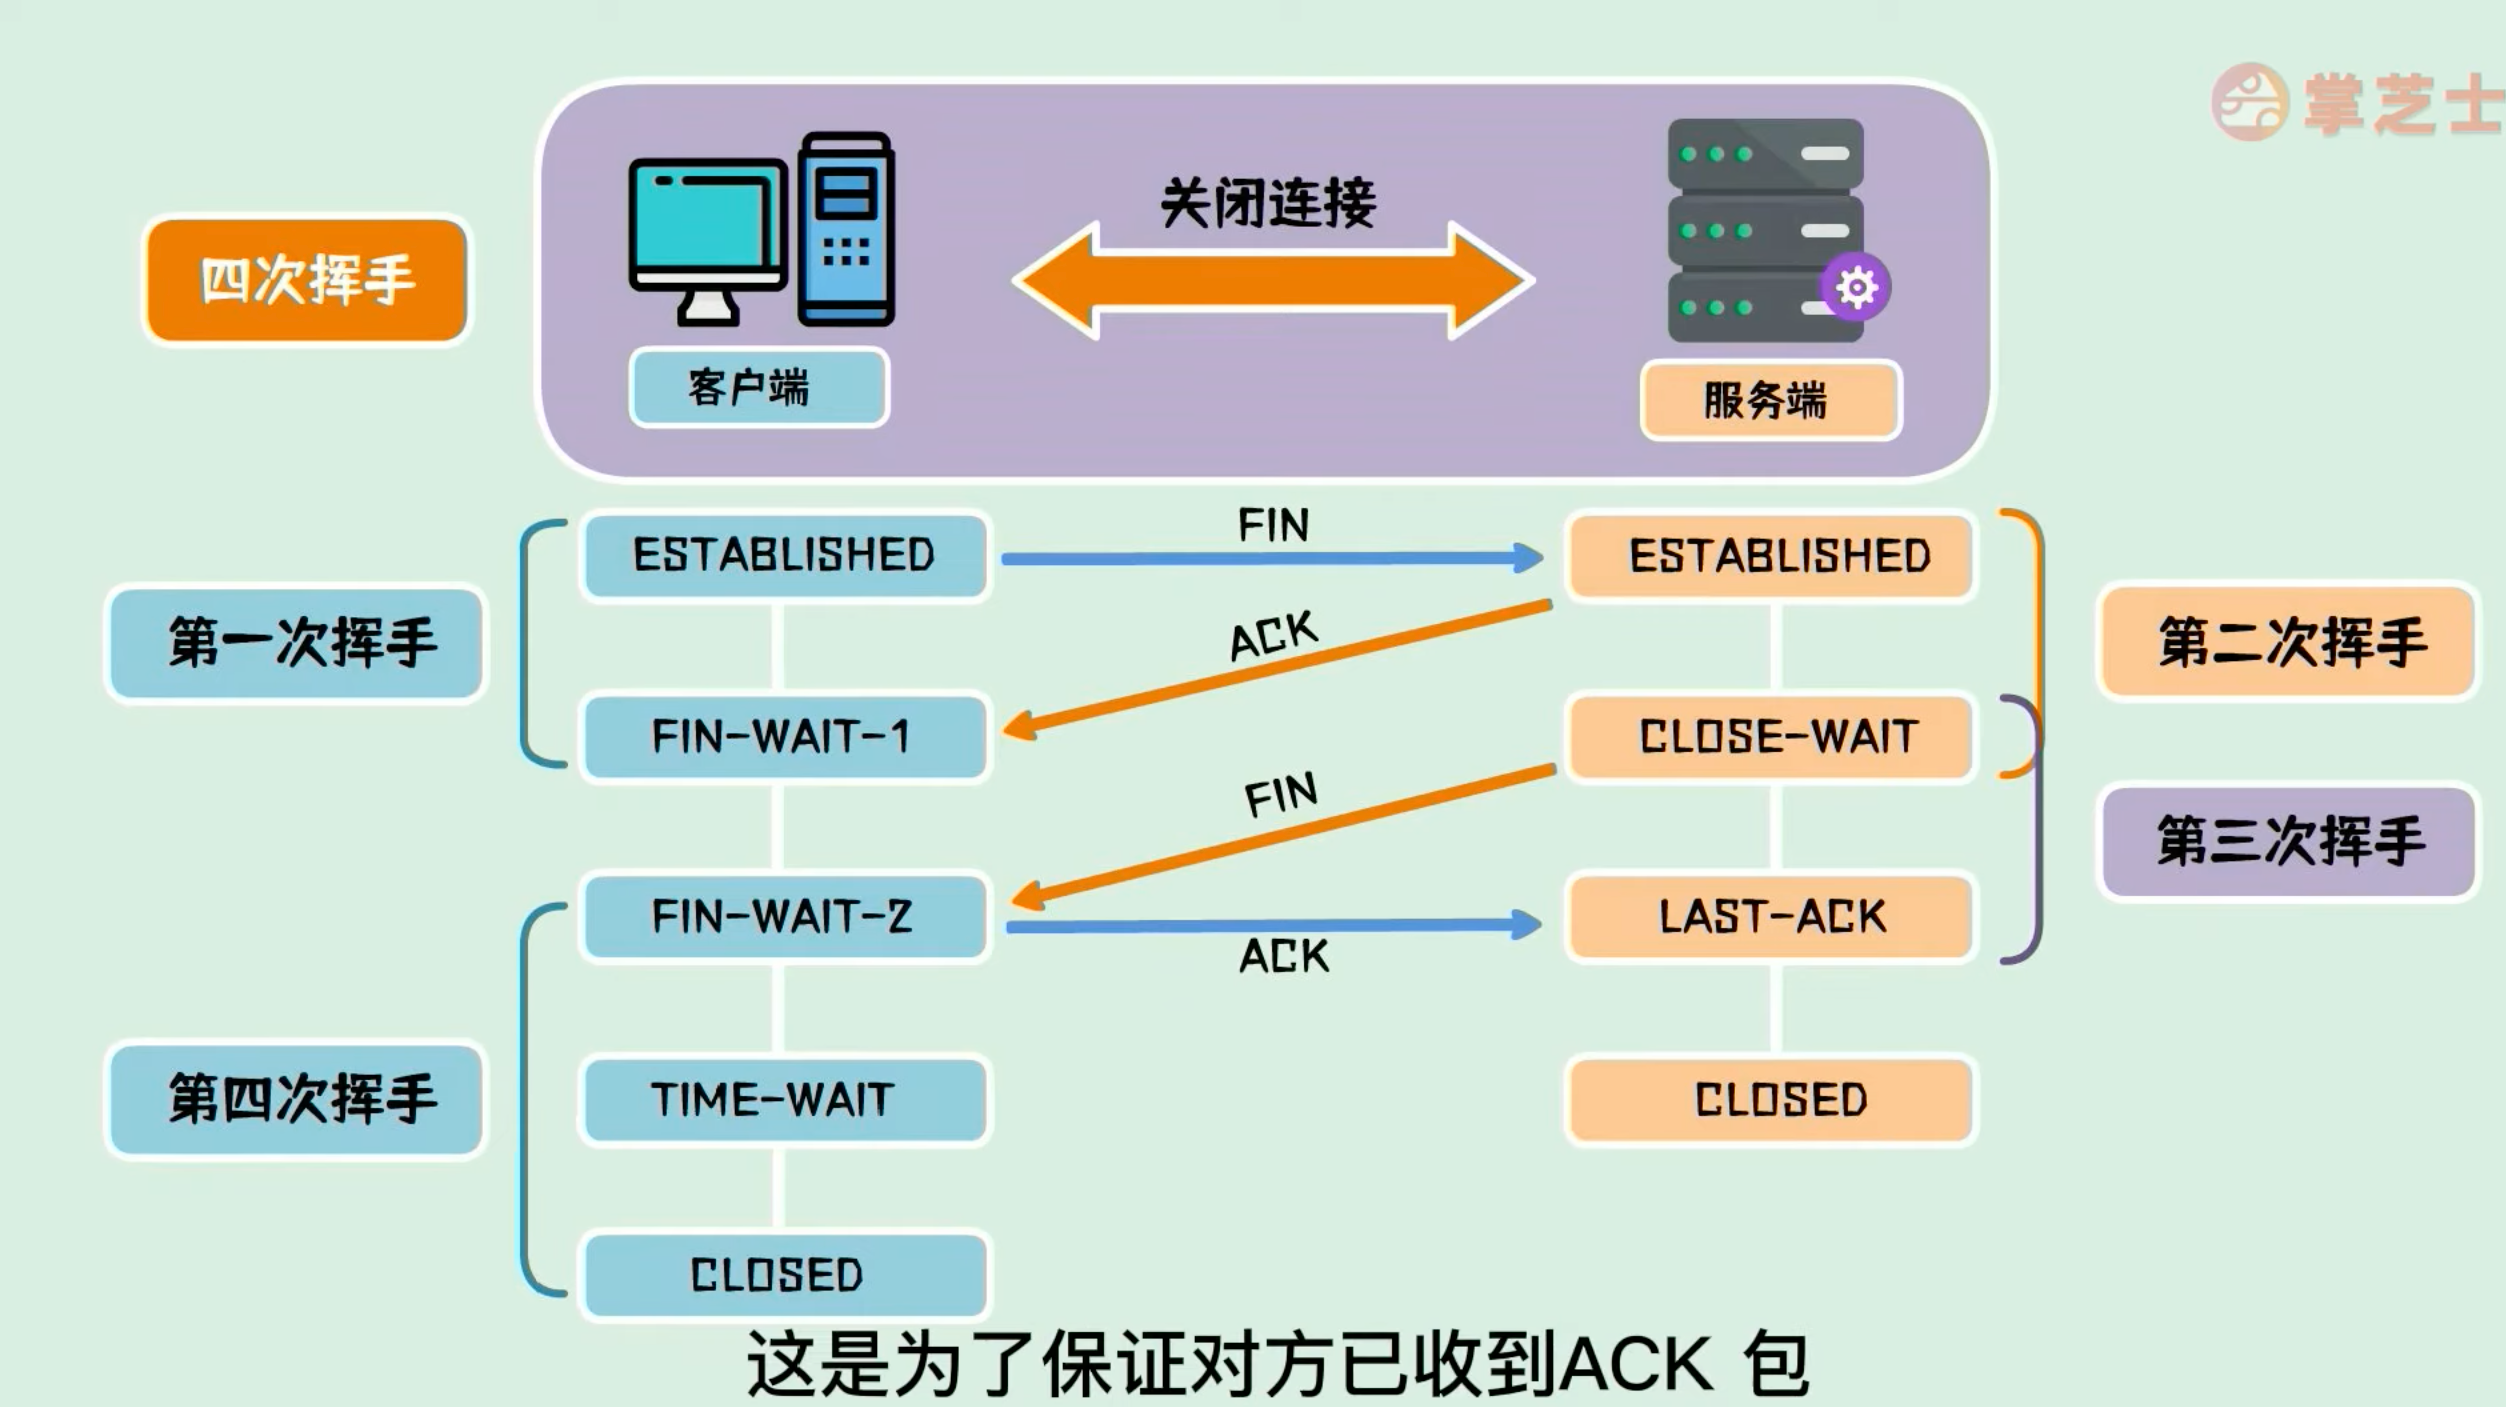 掌芝士
关闭连接
四次挥手
客户端
服务端
ESTABLISHED
FIN
ESTABLISHED
第一次挥手
ACK
第二次挥手
FIN-WAIT-1
CLOSE-WAIT
FIN
第三次挥手
FIN-WAIT-2
LAST-ACK
ACK
第四次挥手
TIME-WAIT
CLOSED
CLOSED
这是为了保证对方已收到ACK 包